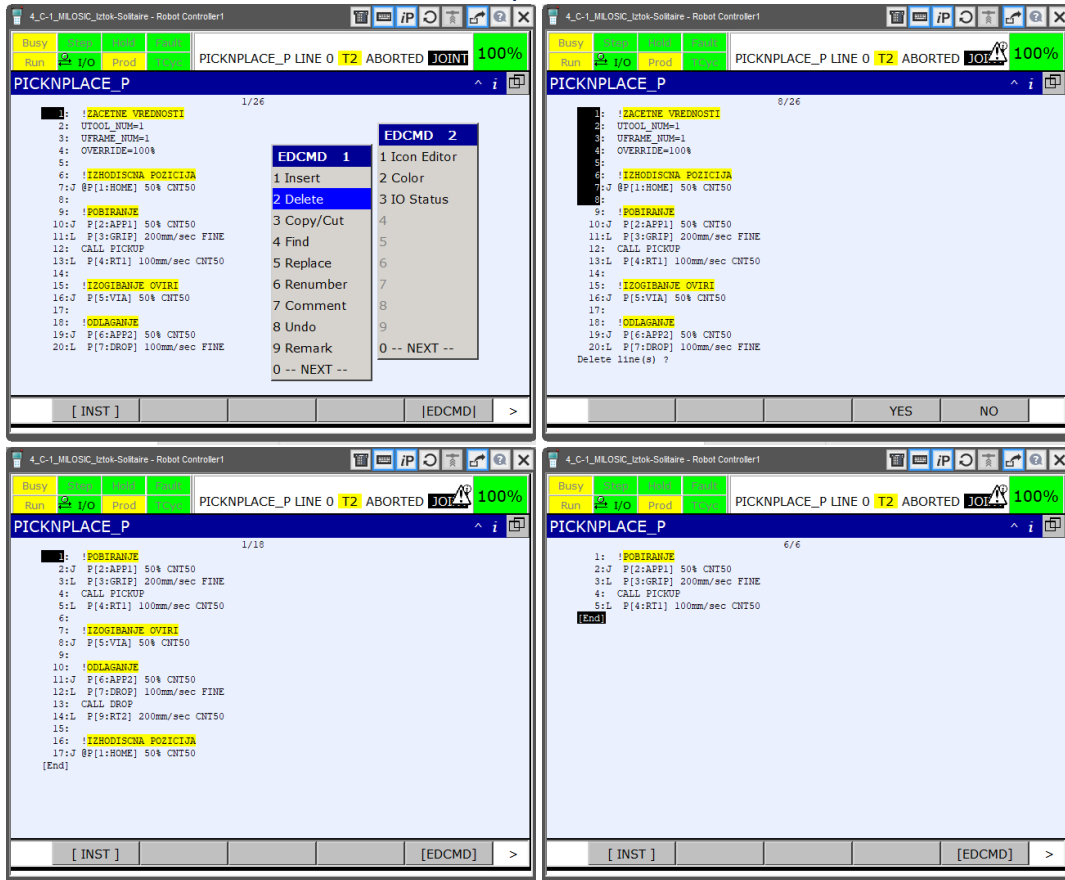 4_C-1_MILOSIC_Iztok-Solitaire - Robot Controller1
iP
Busy Step Hold Fault
Run I/O Prod TCyc
PICKNPLACE_P LINE 0 T2 ABORTED JOINT 100%
PICKNPLACE_P
1/26
1: !ZACETNE VREDNOSTI
2: UTOOL_NUM=1
3: UFRAME_NUM=1
4: OVERRIDE=100%
5:
6: !IZHODISCNA POZICIJA
7:J @P[1:HOME] 50% CNT50
8:
9: !POBIRANJE
10:J P[2:APP1] 50% CNT50
11:L P[3:GRIP] 200mm/sec FINE
12: CALL PICKUP
13:L P[4:RT1] 100mm/sec CNT50
14:
15: !IZOGIBANJE OVIRI
16:J P[5:VIA] 50% CNT50
17:
18: !ODLAGANJE
19:J P[6:APP2] 50% CNT50
20:L P[7:DROP] 100mm/sec FINE
EDCMD 1
1 Insert
2 Delete
3 Copy/Cut
4 Find
5 Replace
6 Renumber
7 Comment
8 Undo
9 Remark
0 -- NEXT --
EDCMD 2
1 Icon Editor
2 Color
3 IO Status
4
5
6
7
8
9
0 -- NEXT --
[ INST ] |EDCMD| >
4_C-1_MILOSIC_Iztok-Solitaire - Robot Controller1
iP
Busy Step Hold Fault
Run I/O Prod TCyc
PICKNPLACE_P LINE 0 T2 ABORTED 100%
PICKNPLACE_P
8/26
1: !ZACETNE VREDNOSTI
2: UTOOL_NUM=1
3: UFRAME_NUM=1
4: OVERRIDE=100%
5:
6: !IZHODISCNA POZICIJA
7:J @P[1:HOME] 50% CNT50
8:
9: !POBIRANJE
10:J P[2:APP1] 50% CNT50
11:L P[3:GRIP] 200mm/sec FINE
12: CALL PICKUP
13:L P[4:RT1] 100mm/sec CNT50
14:
15: !IZOGIBANJE OVIRI
16:J P[5:VIA] 50% CNT50
17:
18: !ODLAGANJE
19:J P[6:APP2] 50% CNT50
20:L P[7:DROP] 100mm/sec FINE
Delete line(s) ?
YES NO
4_C-1_MILOSIC_Iztok-Solitaire - Robot Controller1
iP
Busy Step Hold Fault
Run I/O Prod TCyc
PICKNPLACE_P LINE 0 T2 ABORTED 100%
PICKNPLACE_P
1/18
1: !POBIRANJE
2:J P[2:APP1] 50% CNT50
3:L P[3:GRIP] 200mm/sec FINE
4: CALL PICKUP
5:L P[4:RT1] 100mm/sec CNT50
6:
7: !IZOGIBANJE OVIRI
8:J P[5:VIA] 50% CNT50
9:
10: !ODLAGANJE
11:J P[6:APP2] 50% CNT50
12:L P[7:DROP] 100mm/sec FINE
13: CALL DROP
14:L P[9:RT2] 200mm/sec CNT50
15:
16: !IZHODISCNA POZICIJA
17:J @P[1:HOME] 50% CNT50
[End]
[ INST ] [EDCMD] >
4_C-1_MILOSIC_Iztok-Solitaire - Robot Controller1
iP
Busy Step Hold Fault
Run I/O Prod TCyc
PICKNPLACE_P LINE 0 T2 ABORTED 100%
PICKNPLACE_P
6/6
1: !POBIRANJE
2:J P[2:APP1] 50% CNT50
3:L P[3:GRIP] 200mm/sec FINE
4: CALL PICKUP
5:L P[4:RT1] 100mm/sec CNT50
[End]
[ INST ] [EDCMD] >